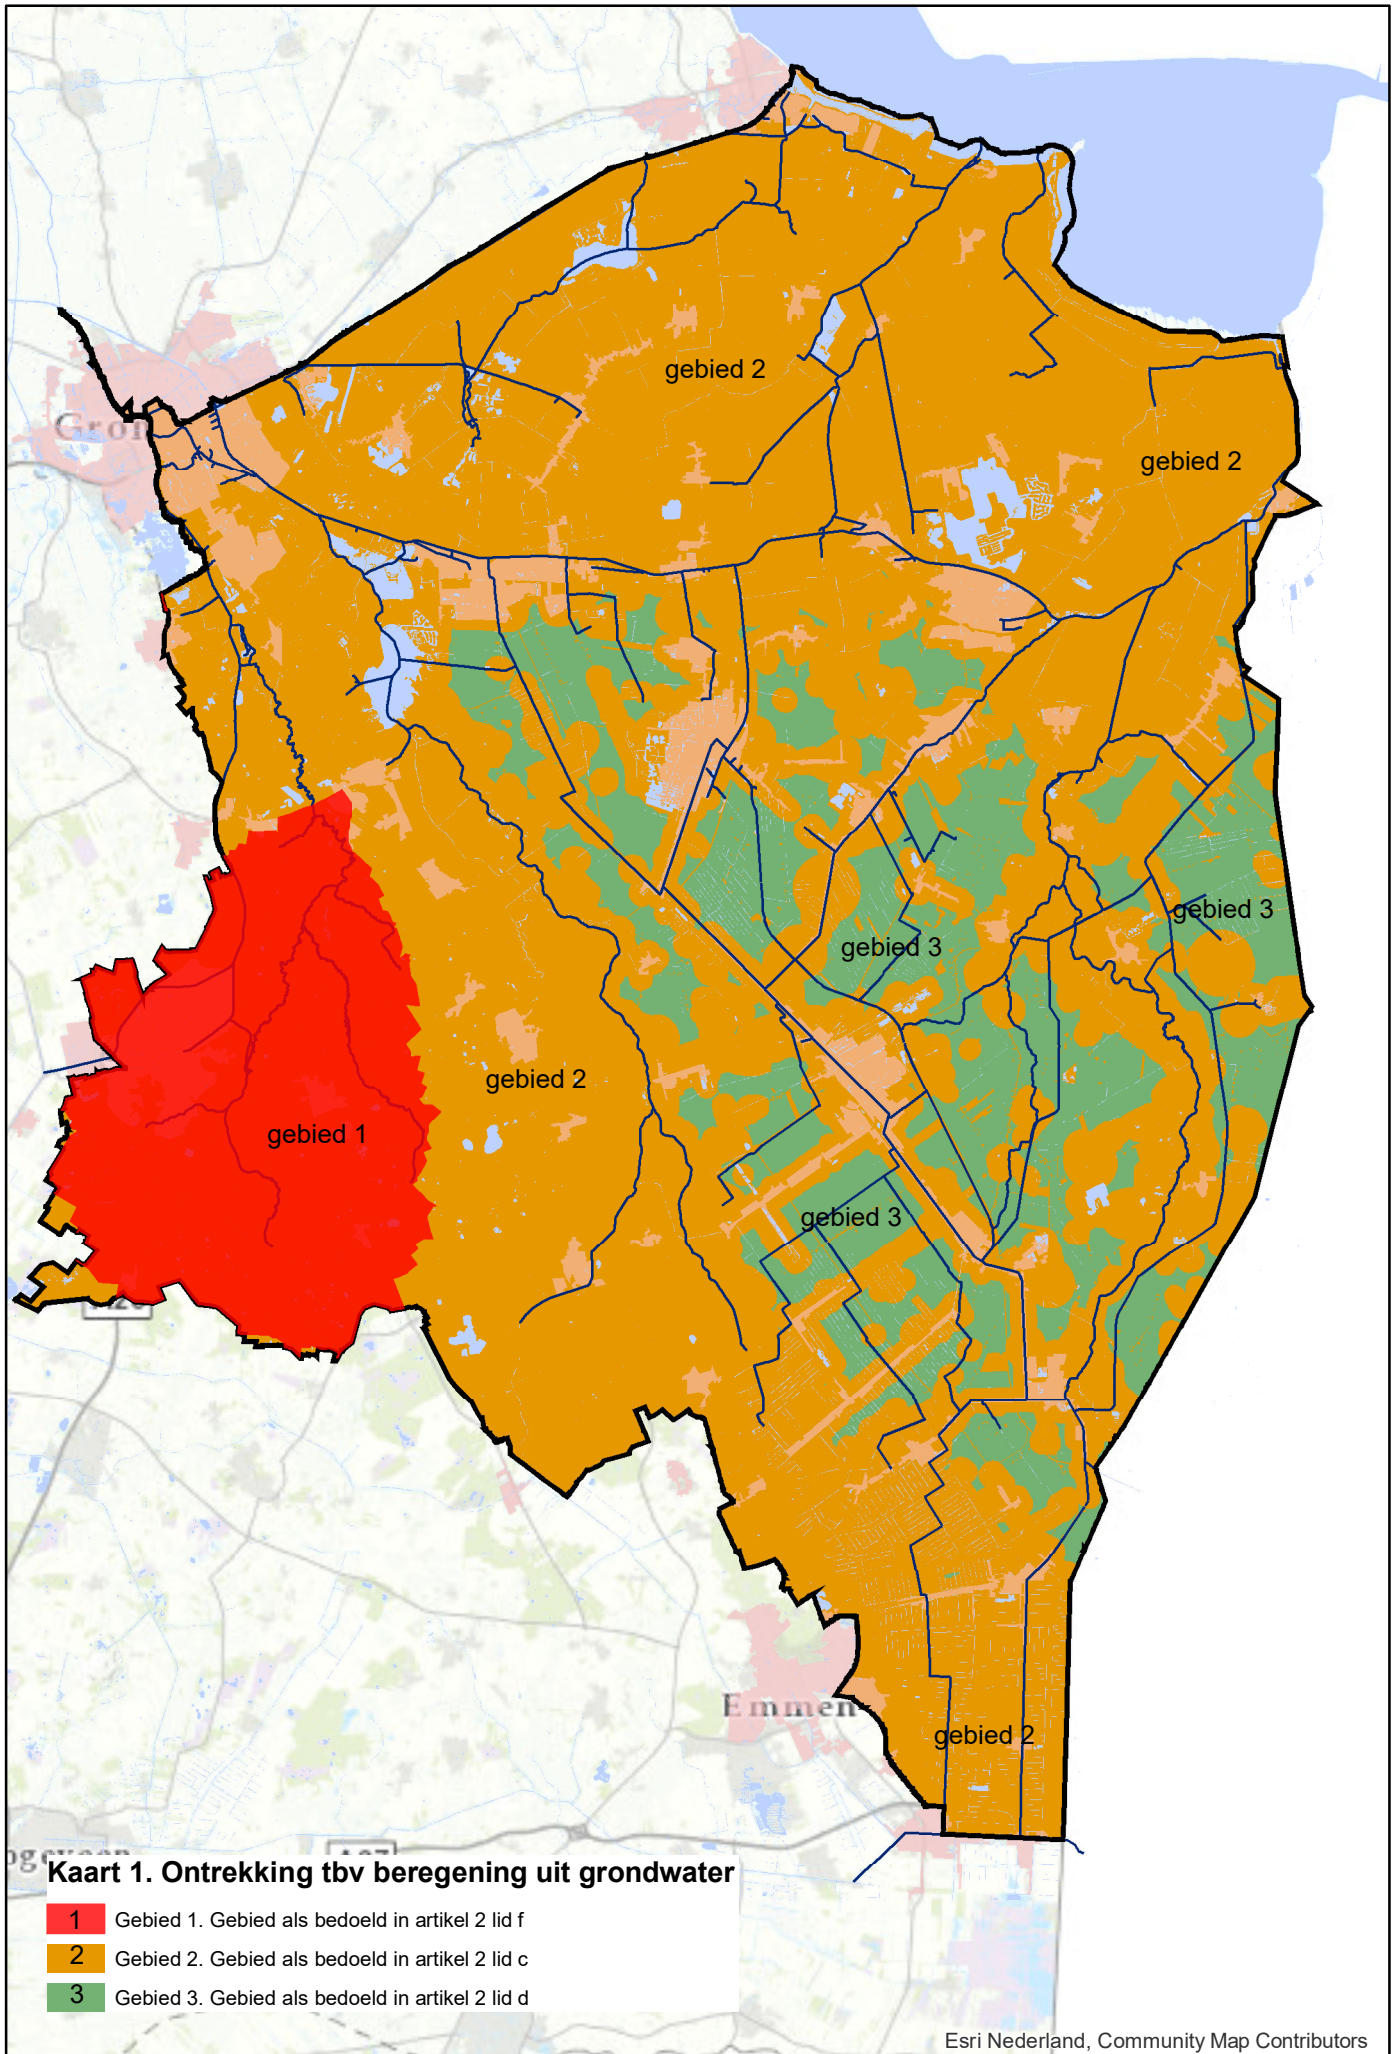 gebied 2
Gron
gebied 2
gebied 3
gebied 3
gebied 2
gebied 1
gebied 3
Emmen
gebied 2
Kaart 1. Ontrekking tbv beregening uit grondwater
1 Gebied 1. Gebied als bedoeld in artikel 2 lid f
2 Gebied 2. Gebied als bedoeld in artikel 2 lid c
3 Gebied 3. Gebied als bedoeld in artikel 2 lid d
Esri Nederland, Community Map Contributors